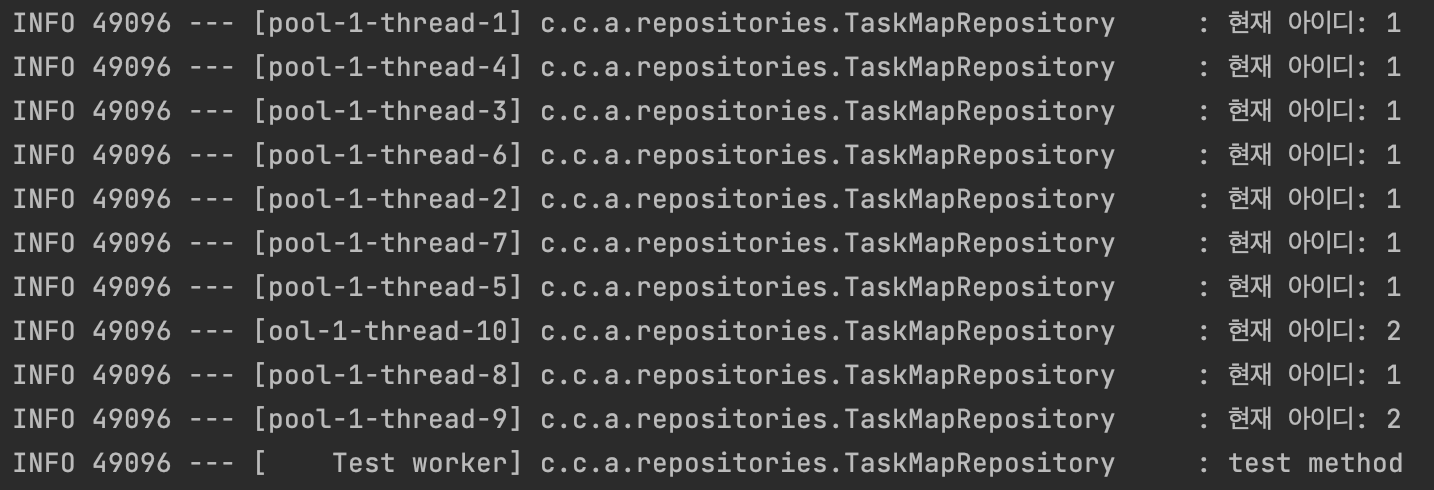 INFO 49096 --- [pool-1-thread-1] c.c.a.repositories.TaskMapRepository : 현재 아이디: 1
INFO 49096 --- [pool-1-thread-4] c.c.a.repositories.TaskMapRepository : 현재 아이디: 1
INFO 49096 --- [pool-1-thread-3] c.c.a.repositories.TaskMapRepository : 현재 아이디: 1
INFO 49096 --- [pool-1-thread-6] c.c.a.repositories.TaskMapRepository : 현재 아이디: 1
INFO 49096 --- [pool-1-thread-2] c.c.a.repositories.TaskMapRepository : 현재 아이디: 1
INFO 49096 --- [pool-1-thread-7] c.c.a.repositories.TaskMapRepository : 현재 아이디: 1
INFO 49096 --- [pool-1-thread-5] c.c.a.repositories.TaskMapRepository : 현재 아이디: 1
INFO 49096 --- [ool-1-thread-10] c.c.a.repositories.TaskMapRepository : 현재 아이디: 2
INFO 49096 --- [pool-1-thread-8] c.c.a.repositories.TaskMapRepository : 현재 아이디: 1
INFO 49096 --- [pool-1-thread-9] c.c.a.repositories.TaskMapRepository : 현재 아이디: 2
INFO 49096 --- [    Test worker] c.c.a.repositories.TaskMapRepository : test method